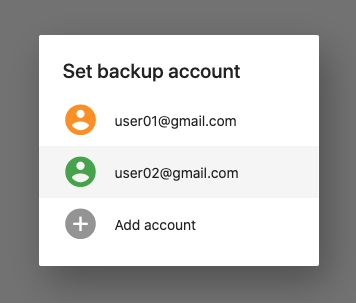 Set backup account
user01@gmail.com
user02@gmail.com
Add account